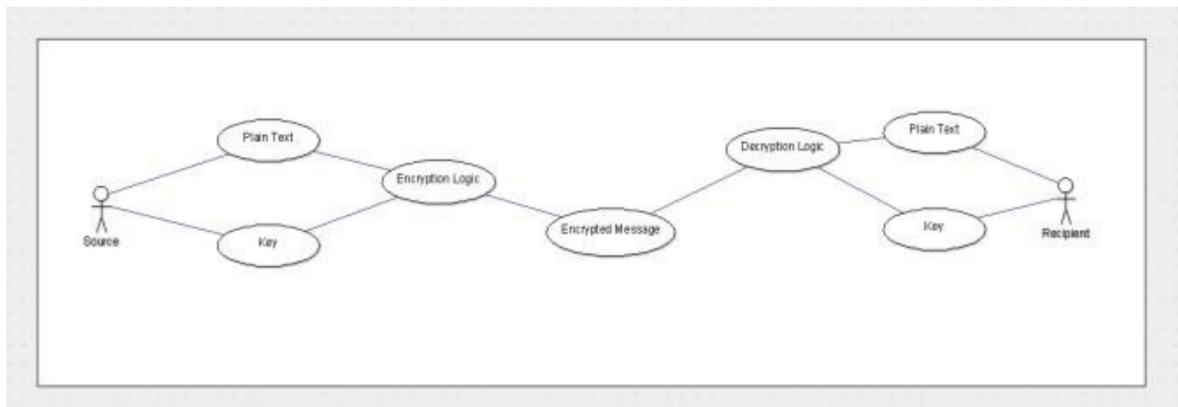 Plain Text
Key
Source
Encryption Logic
Encrypted Message
Decryption Logic
Plain Text
Key
Recipient